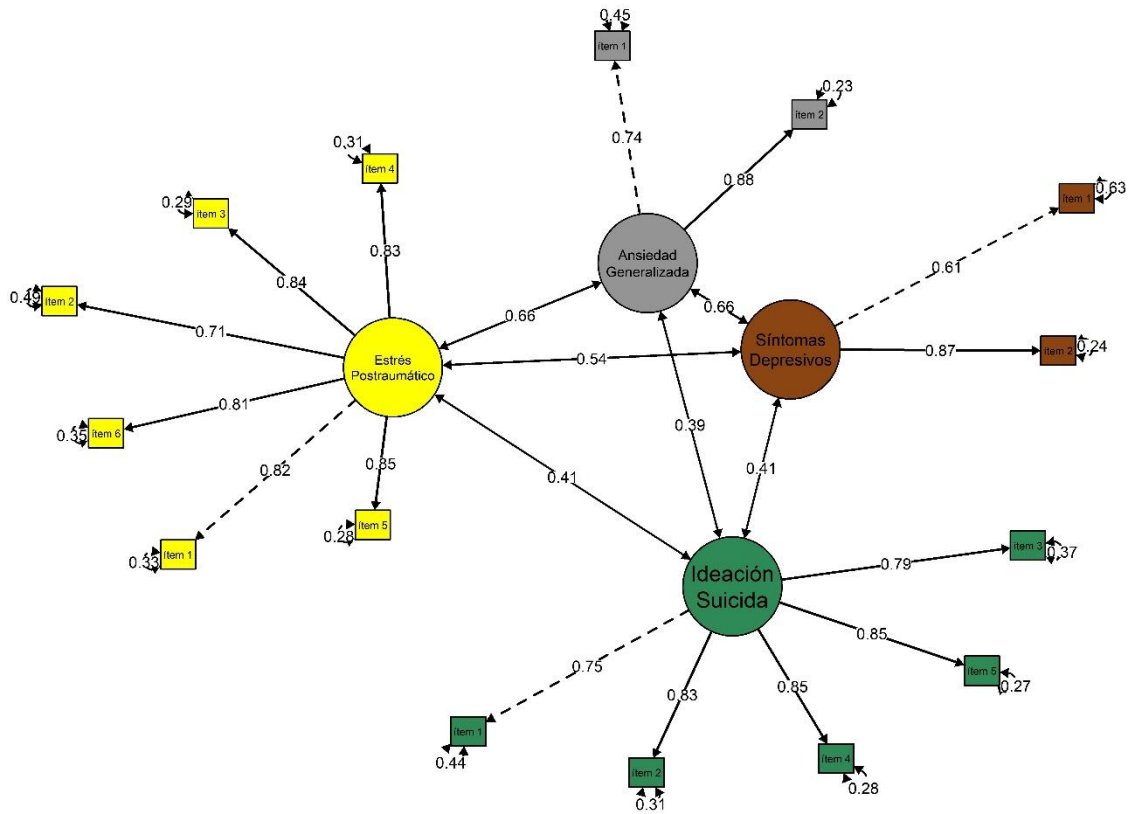 0.45
ítem 1
0.23
ítem 2
0.74
0.31
ítem 4
0.88
0.63
ítem 1
0.29
ítem 3
0.83
Ansiedad
Generalizada
0.61
0.84
0.49
ítem 2
0.66
0.66
0.71
Síntomas
Depresivos
0.87
ítem 2
0.24
0.54
Estrés
Postraumático
0.81
0.35
ítem 6
0.39
0.82
0.85
0.41
0.41
0.28
ítem 5
0.33
ítem 1
ítem 3
0.37
0.79
Ideación
Suicida
0.85
ítem 5
0.27
0.75
0.83
0.85
ítem 1
0.44
ítem 2
0.31
ítem 4
0.28